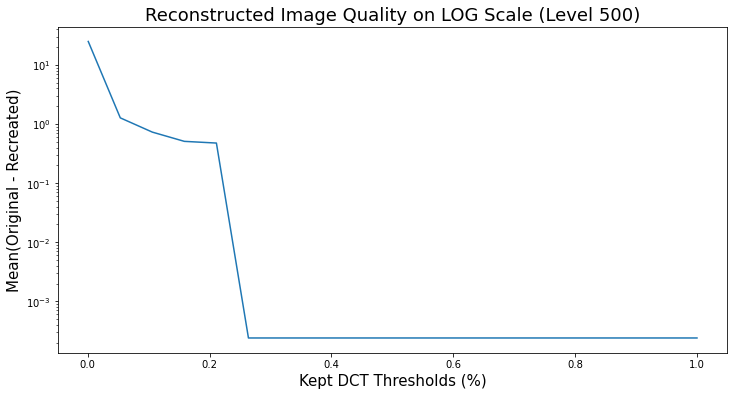 Reconstructed Image Quality on LOG Scale (Level 500)
Mean(Original - Recreated)
10¹
10⁰
10⁻¹
10⁻²
10⁻³
0.0 0.2 0.4 0.6 0.8 1.0
Kept DCT Thresholds (%)